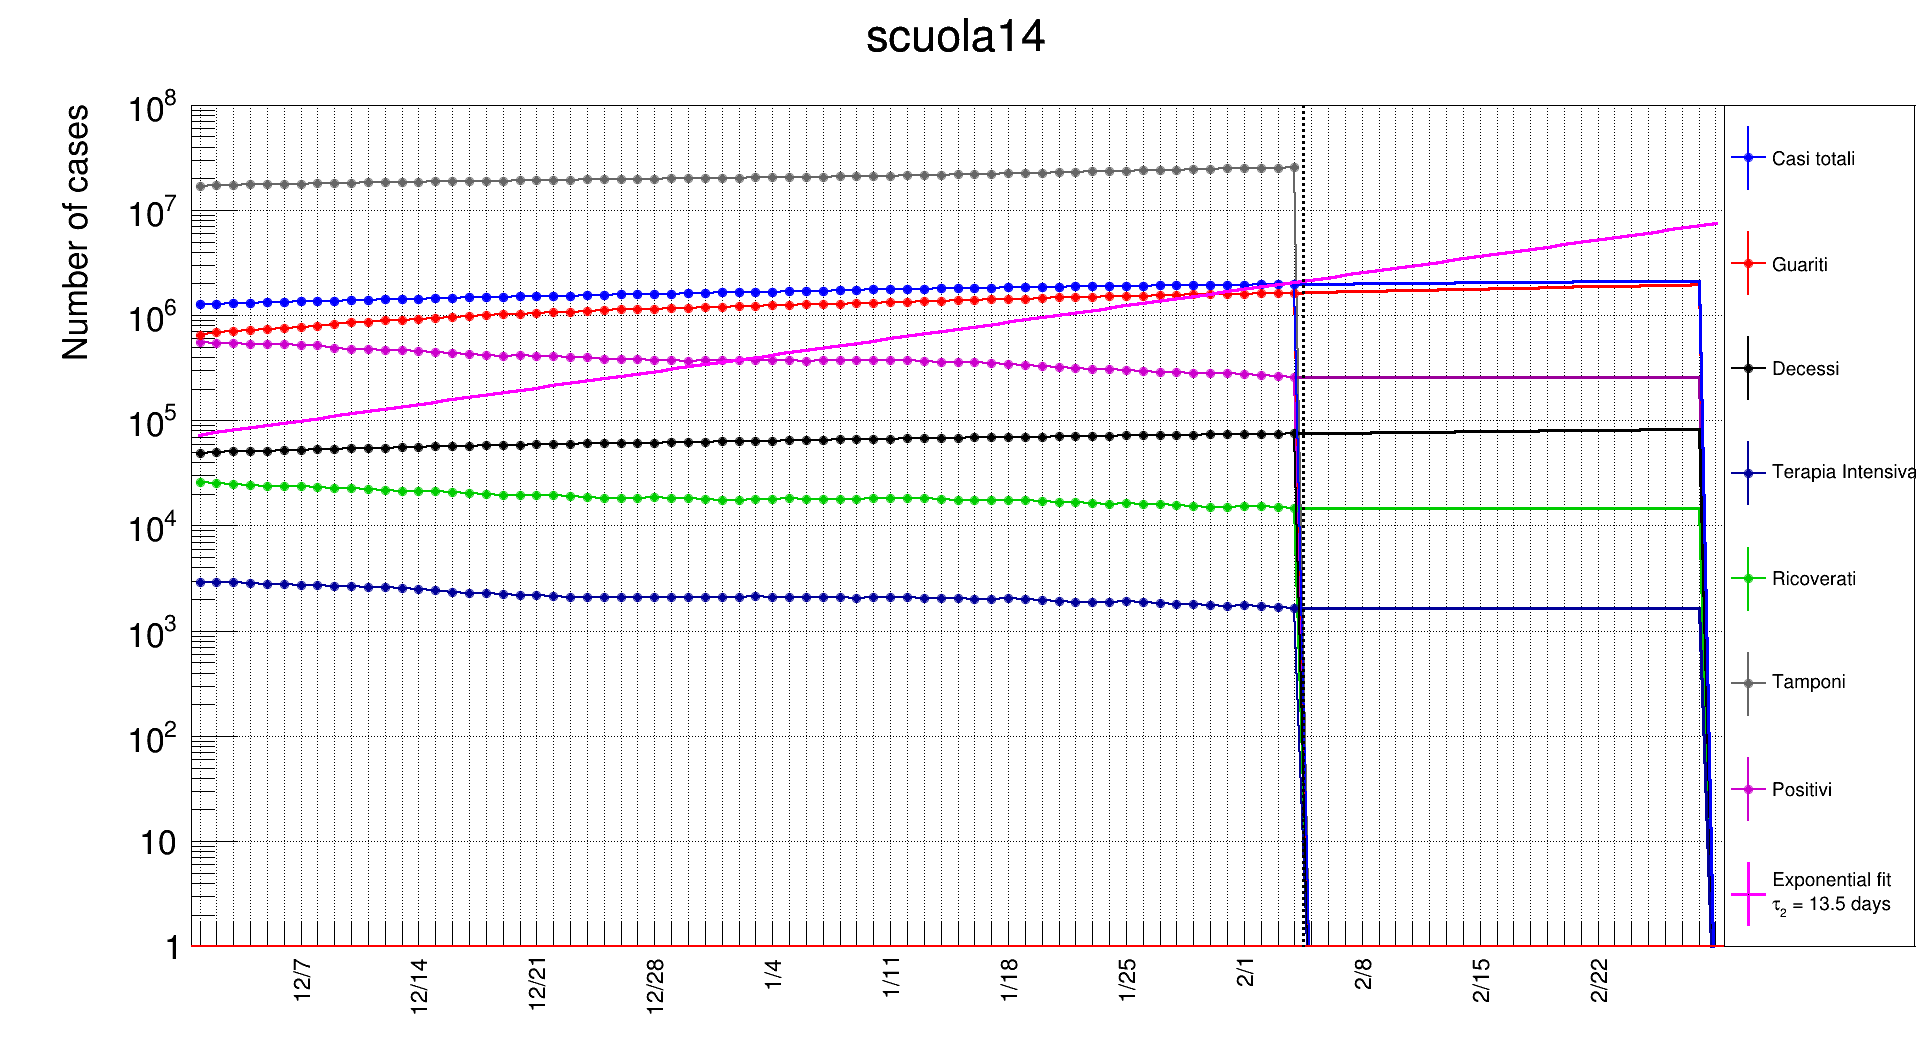 scuola14
Number of cases
10^8
10^7
10^6
10^5
10^4
10^3
10^2
10
1
12/7
12/14
12/21
12/28
1/4
1/11
1/18
1/25
2/1
2/8
2/15
2/22
Casi totali
Guariti
Decessi
Terapia Intensiva
Ricoverati
Tamponi
Positivi
Exponential fit
τ_2 = 13.5 days